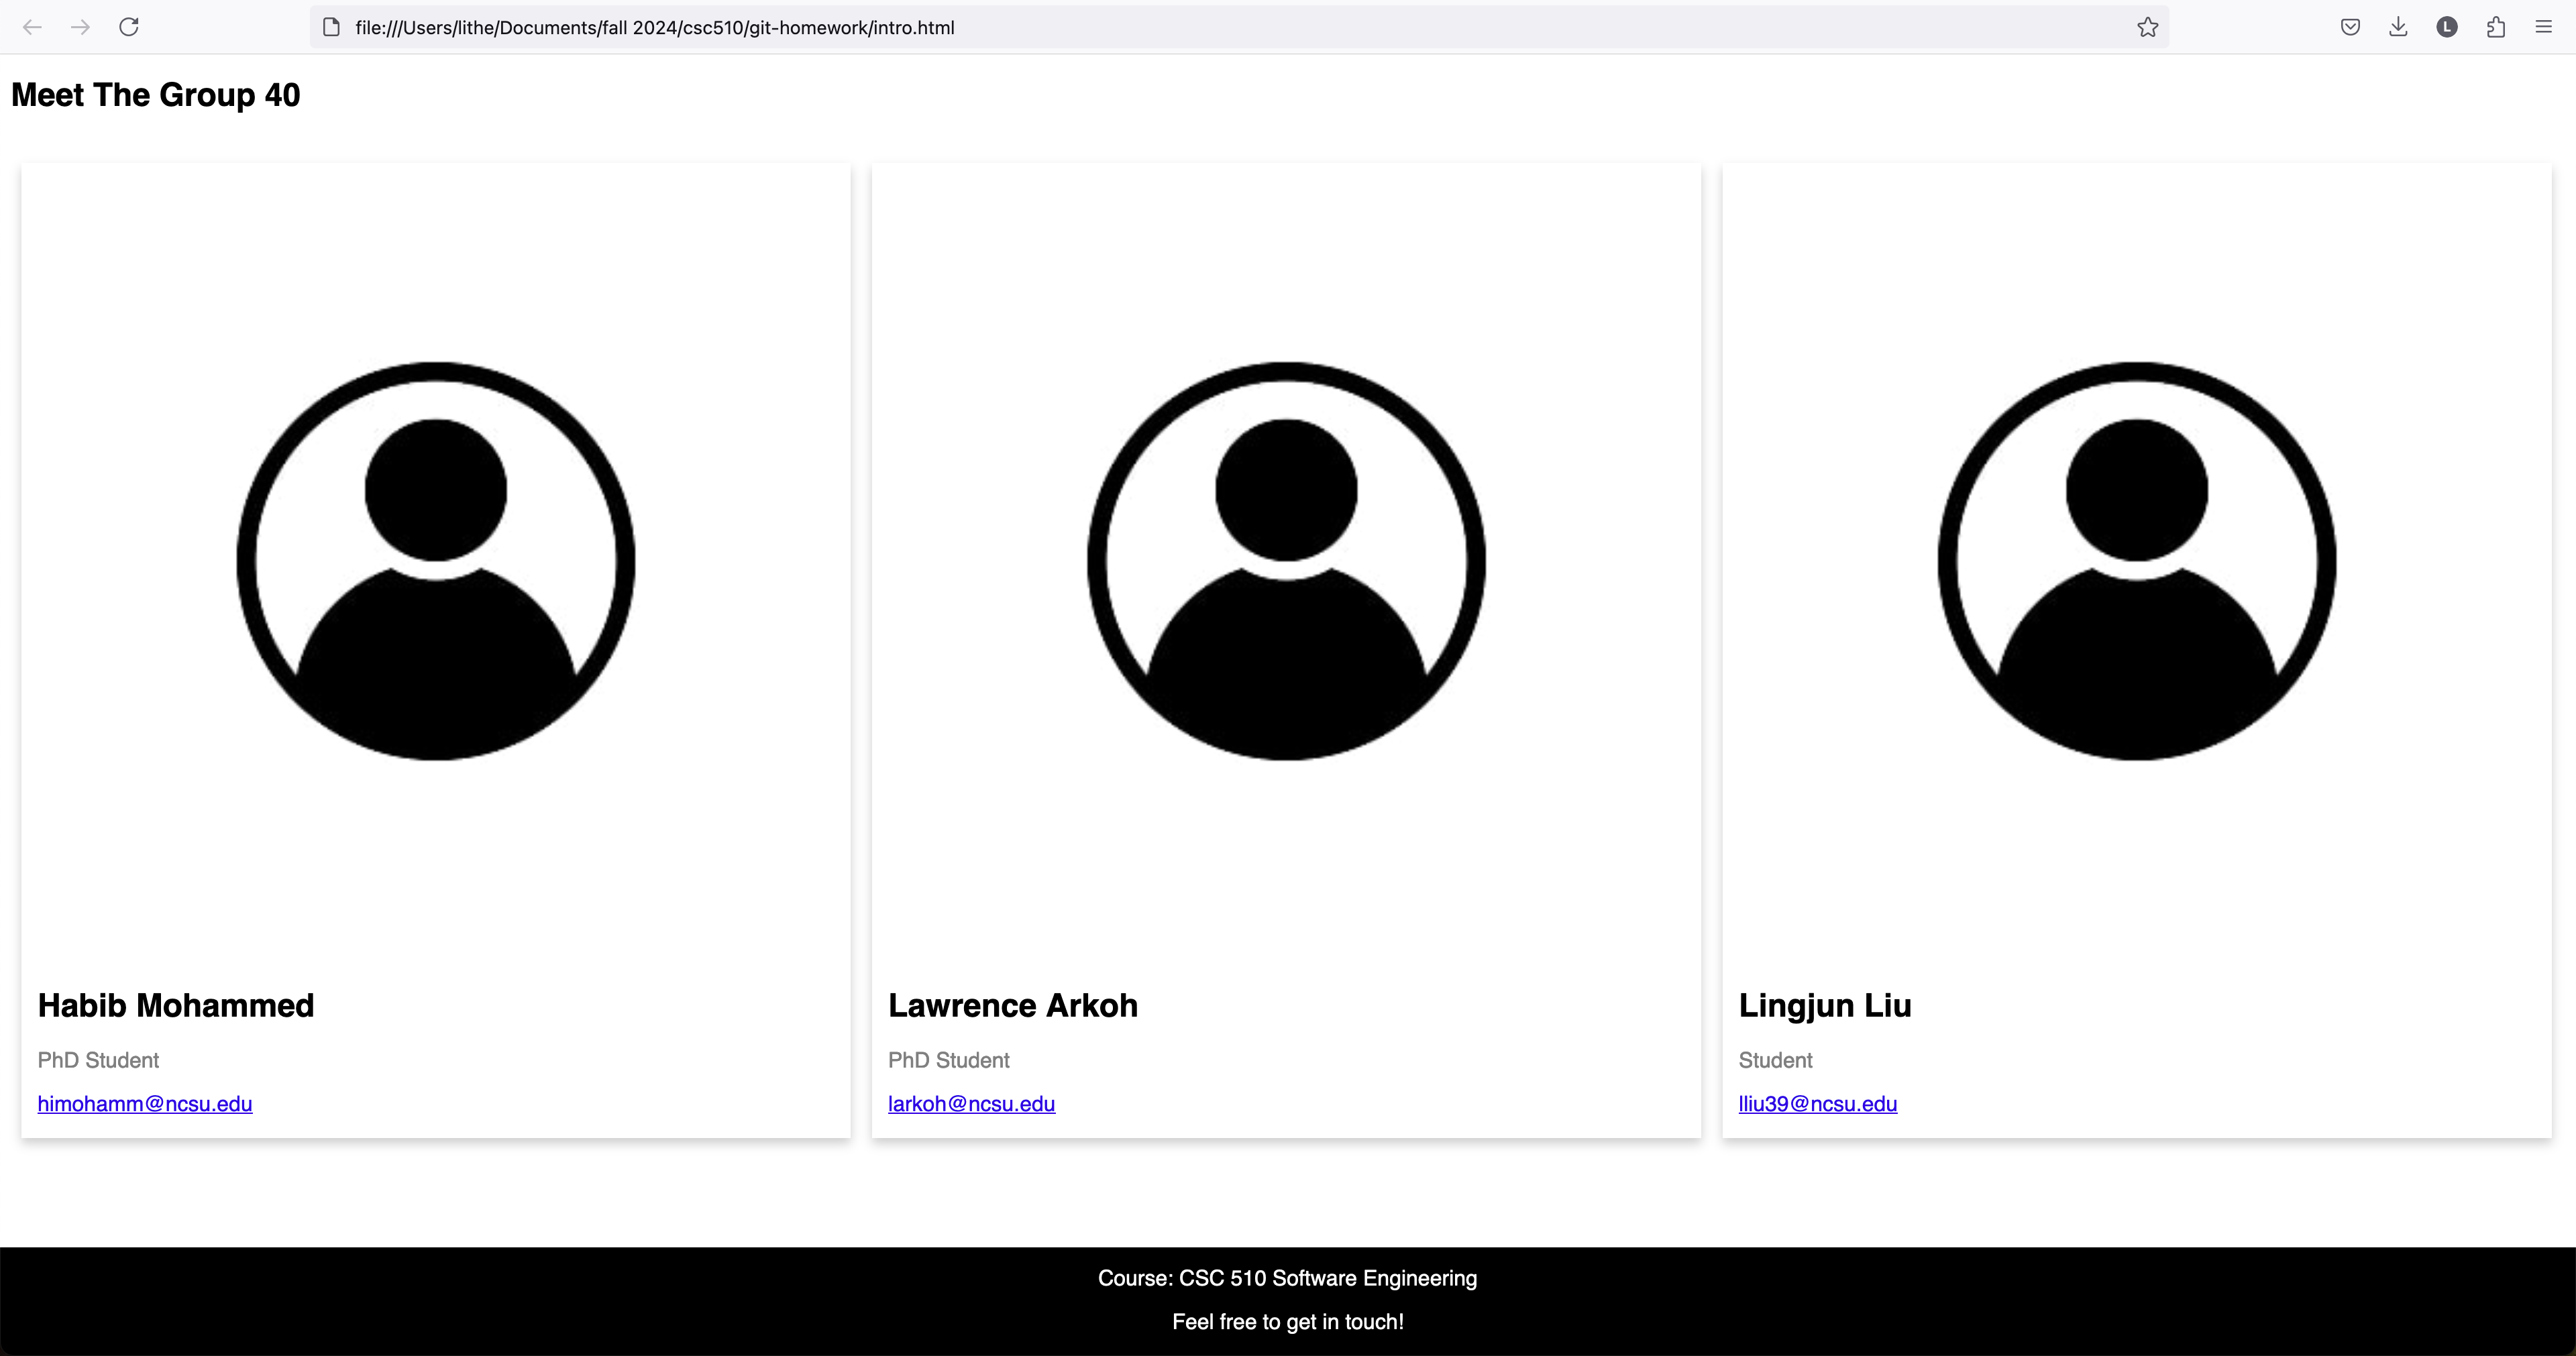 file:///Users/lithe/Documents/fall 2024/csc510/git-homework/intro.html
L
Meet The Group 40
Habib Mohammed
PhD Student
himohamm@ncsu.edu
Lawrence Arkoh
PhD Student
larkoh@ncsu.edu
Lingjun Liu
Student
lliu39@ncsu.edu
Course: CSC 510 Software Engineering
Feel free to get in touch!